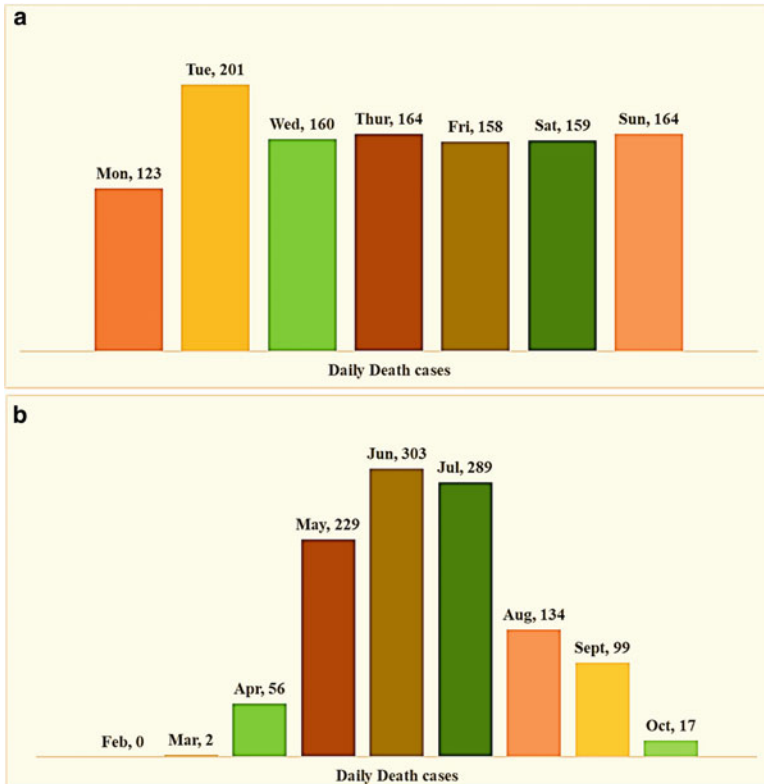 a
Mon, 123
Tue, 201
Wed, 160
Thur, 164
Fri, 158
Sat, 159
Sun, 164
Daily Death cases
b
Feb, 0
Mar, 2
Apr, 56
May, 229
Jun, 303
Jul, 289
Aug, 134
Sept, 99
Oct, 17
Daily Death cases